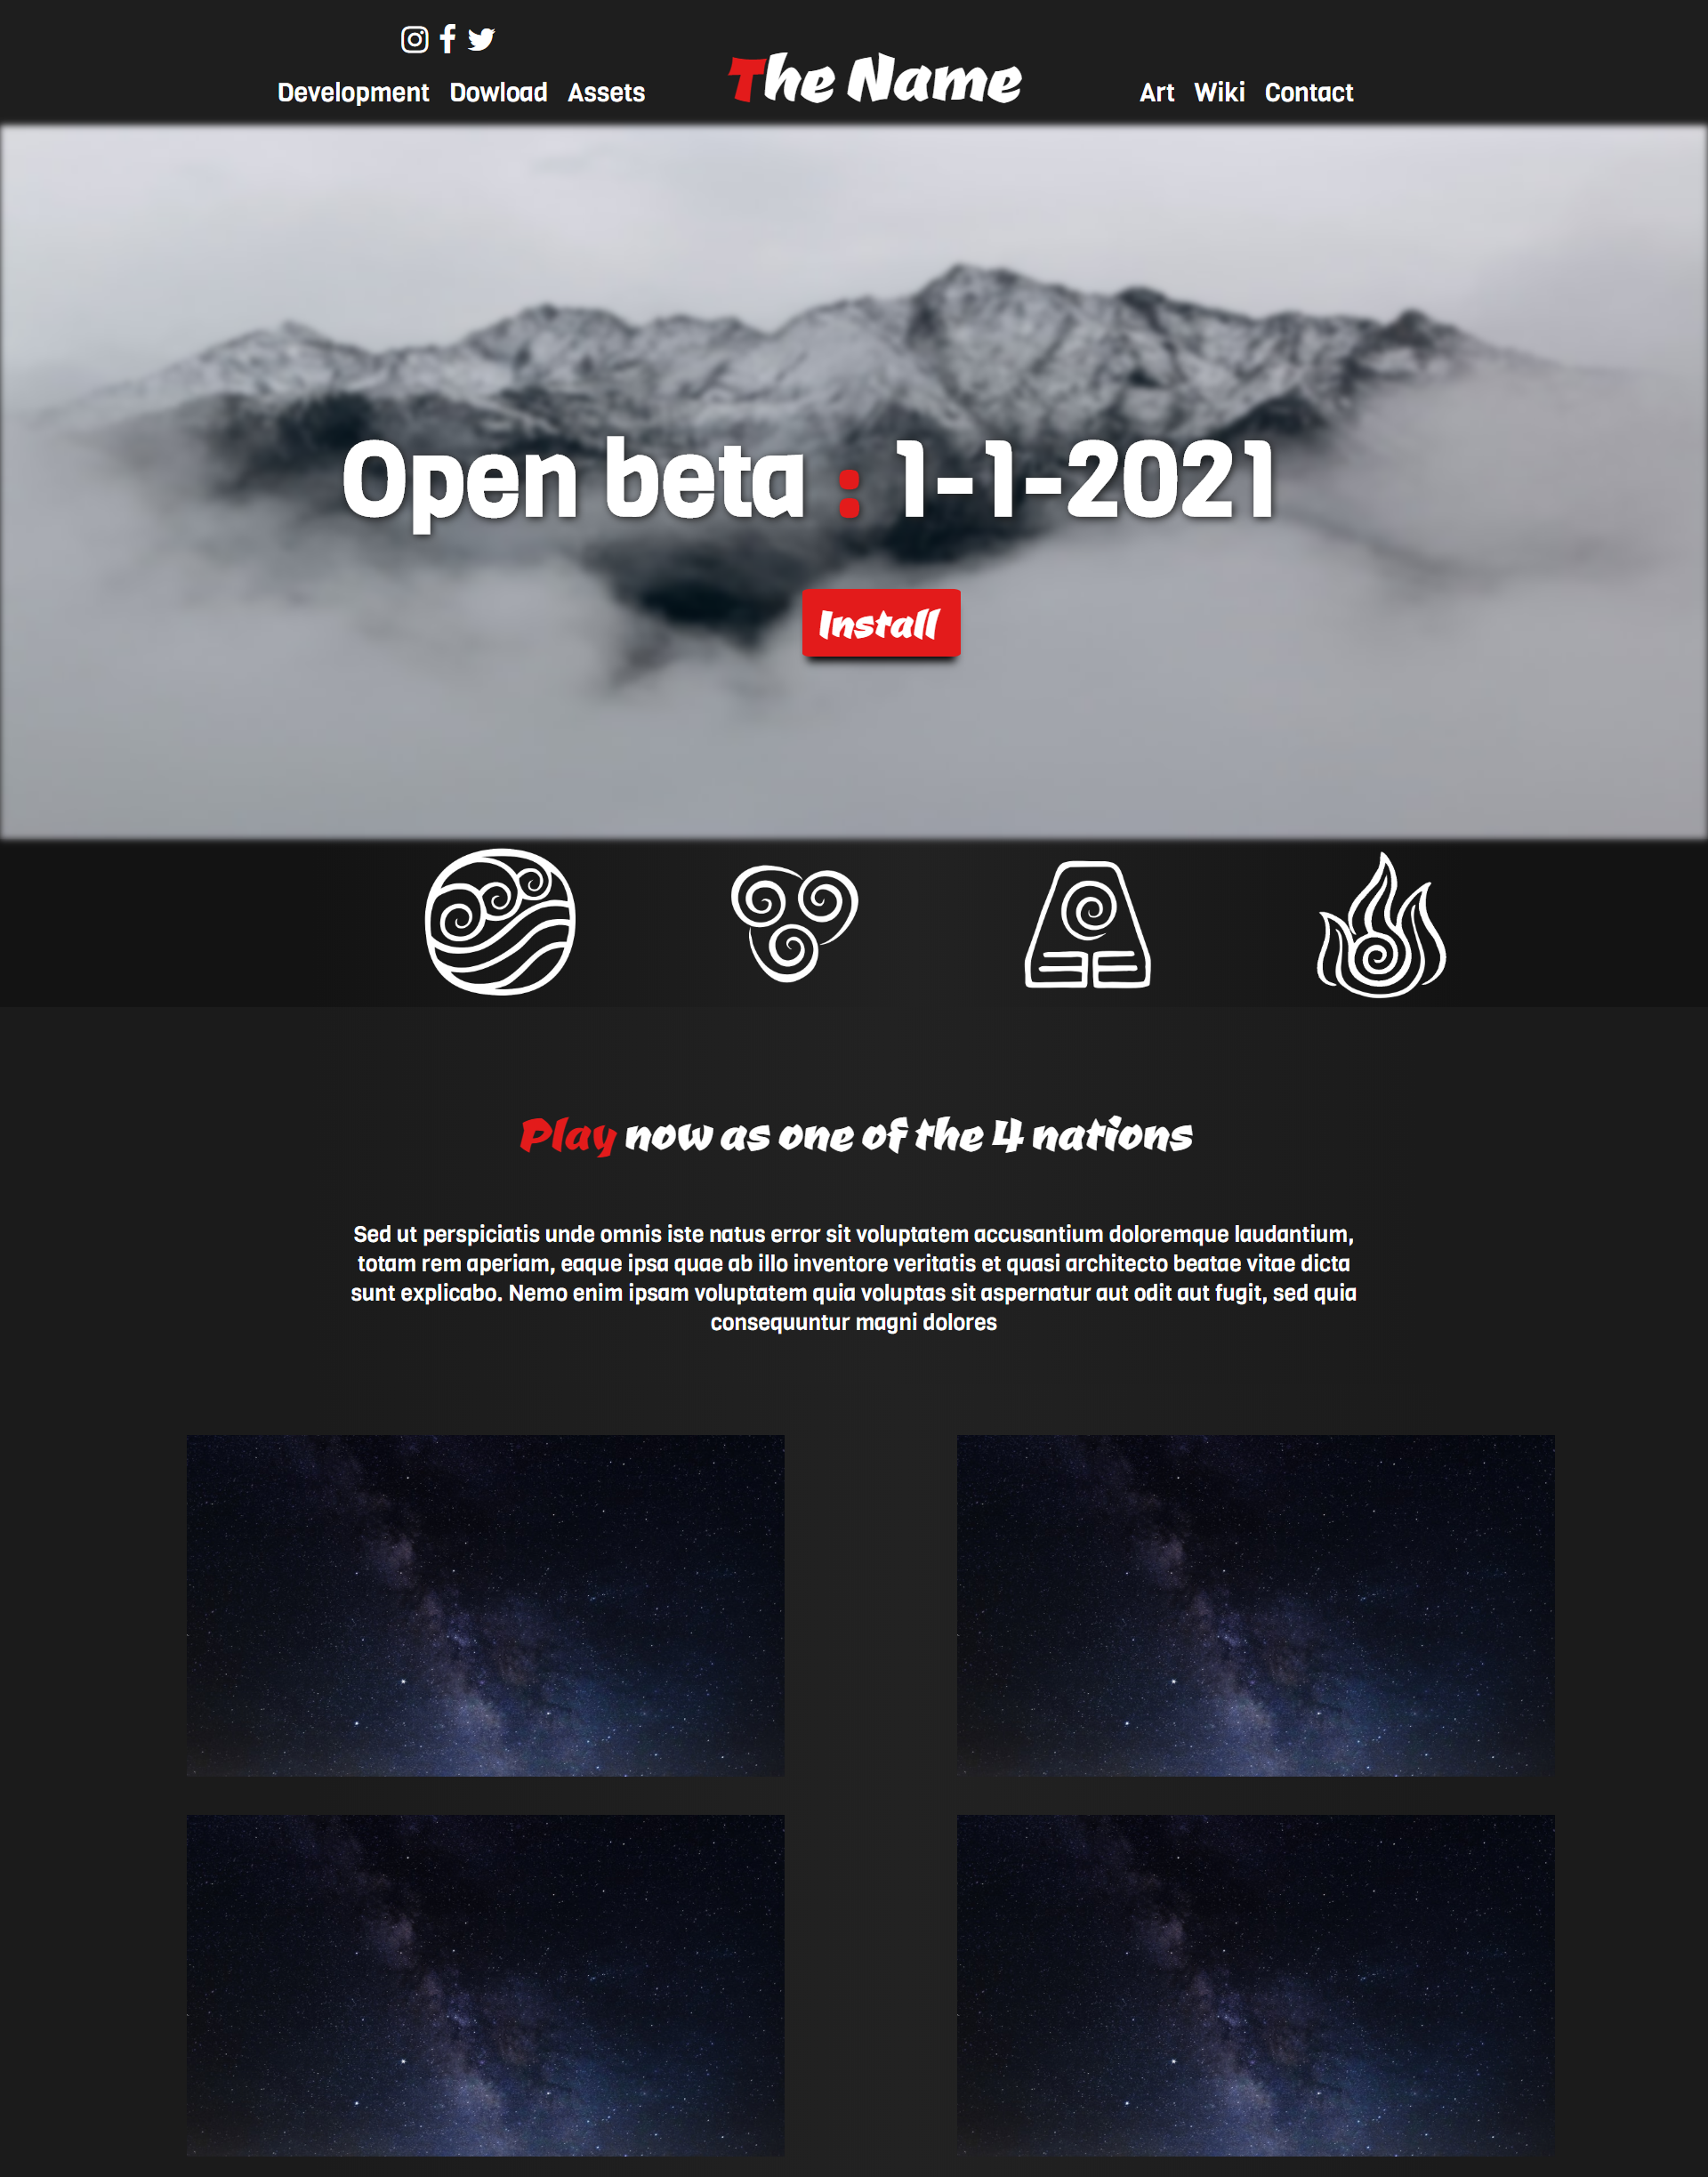 Development Dowload Assets
The Name
Art Wiki Contact
Open beta : 1-1-2021
Install
Play now as one of the 4 nations
Sed ut perspiciatis unde omnis iste natus error sit voluptatem accusantium doloremque laudantium,
totam rem aperiam, eaque ipsa quae ab illo inventore veritatis et quasi architecto beatae vitae dicta
sunt explicabo. Nemo enim ipsam voluptatem quia voluptas sit aspernatur aut odit aut fugit, sed quia
consequuntur magni dolores